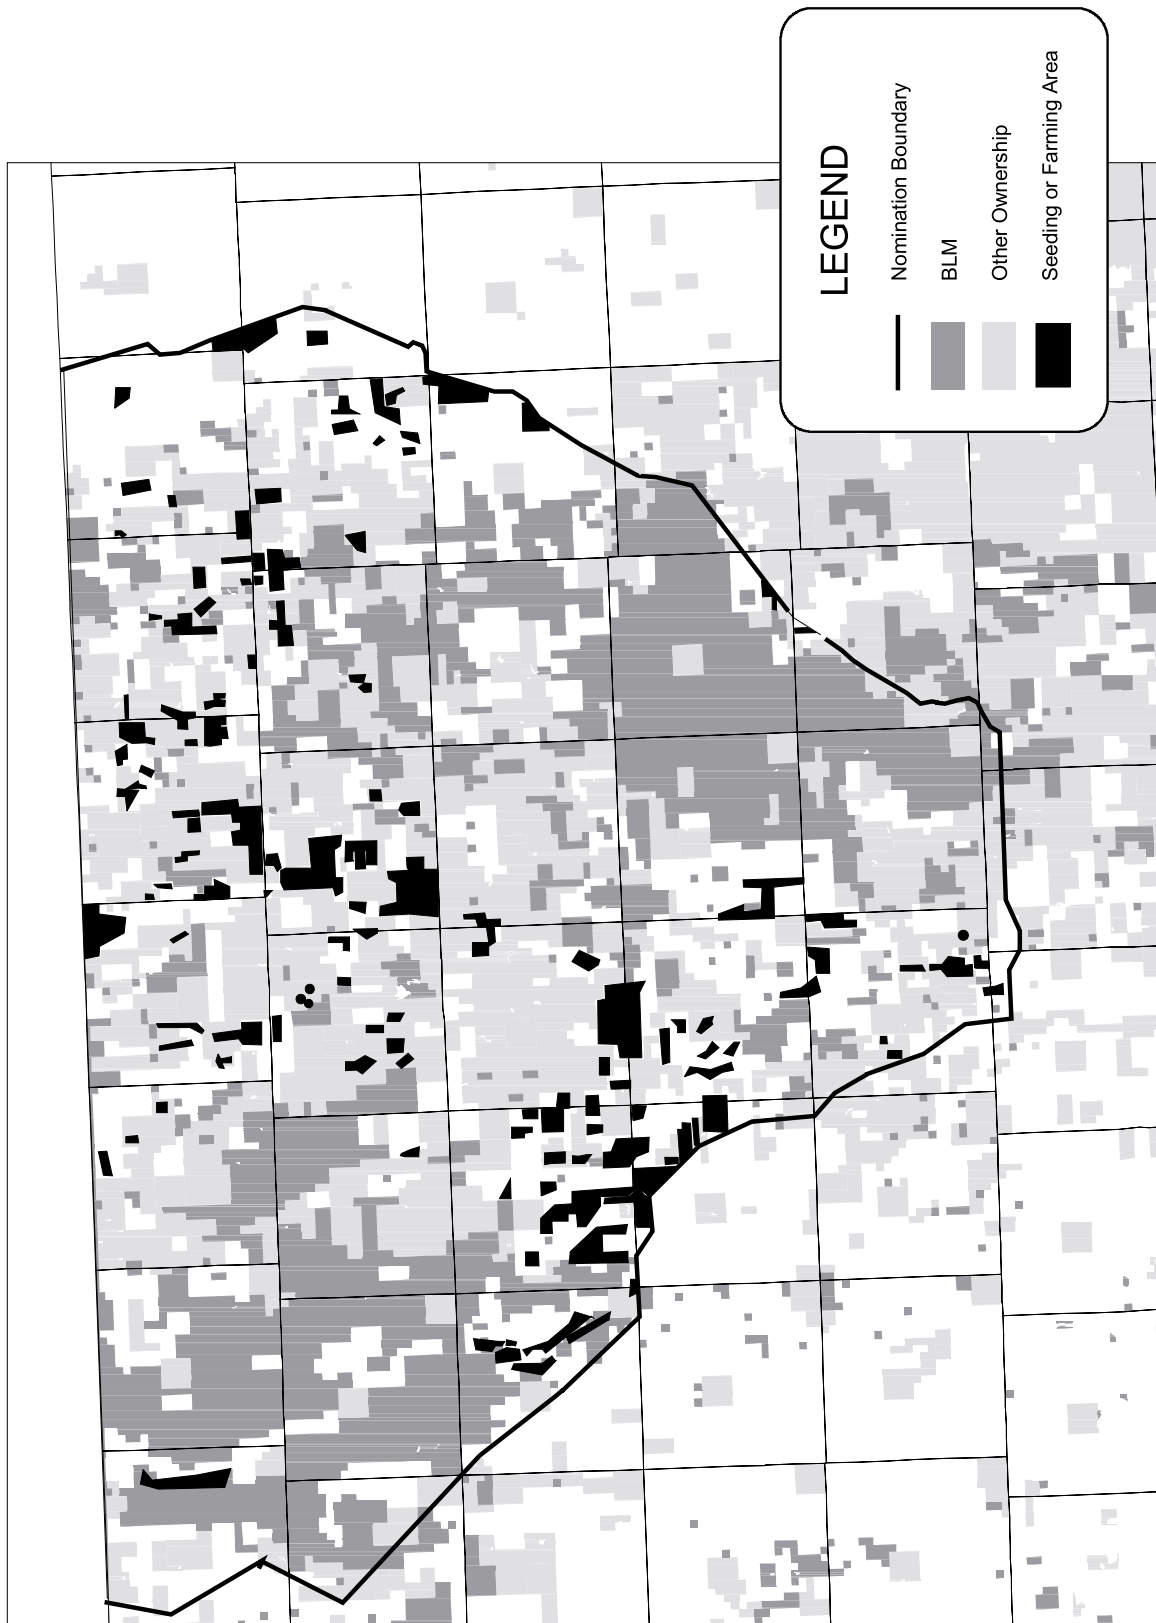 LEGEND
Nomination Boundary
BLM
Other Ownership
Seeding or Farming Area